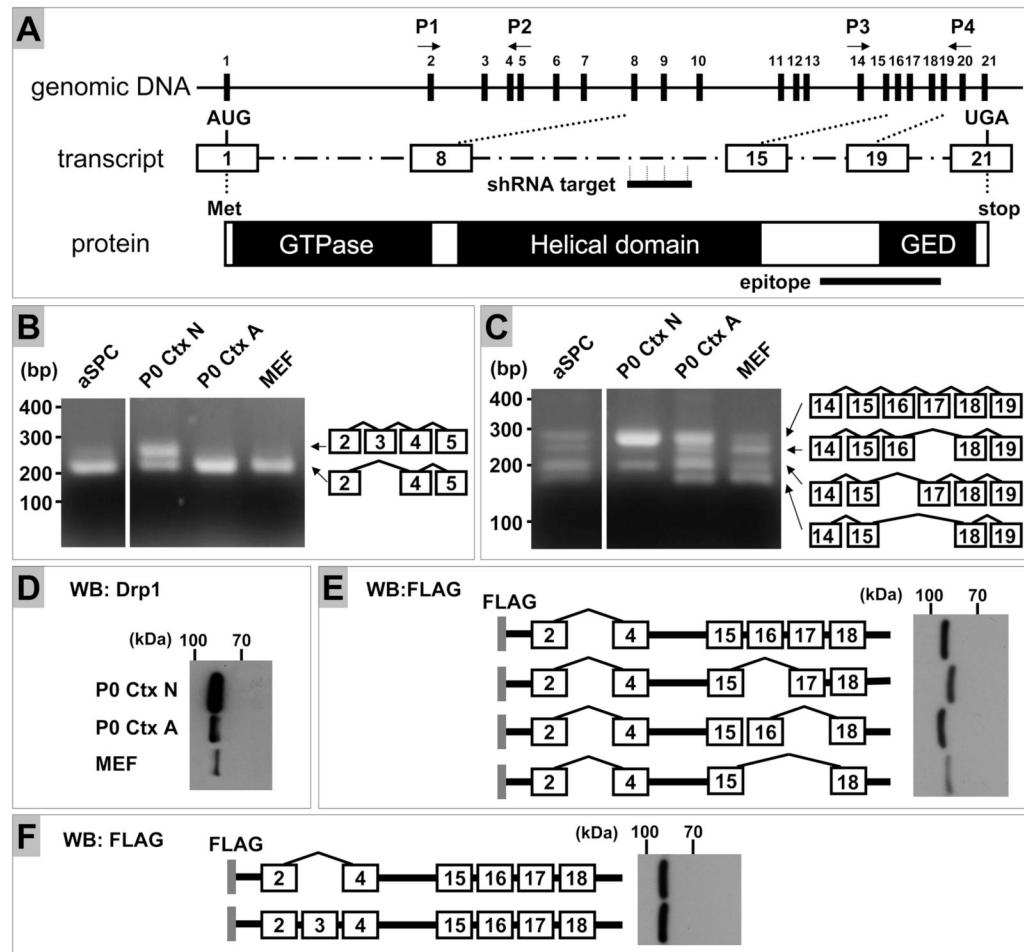 A
P1 P2 P3 P4
1 2 3 4 5 6 7 8 9 10 11 12 13 14 15 16 17 18 19 20 21
genomic DNA
AUG UGA
transcript 1 8 15 19 21
shRNA target
Met stop
protein GTPase Helical domain GED
epitope
B
(bp) aSPC P0 Ctx N P0 Ctx A MEF
400
300
200
100
2 3 4 5
2 4 5
C
(bp) aSPC P0 Ctx N P0 Ctx A MEF
400
300
200
100
14 15 16 17 18 19
14 15 16 18 19
14 15 17 18 19
14 15 18 19
D WB: Drp1
(kDa) 100 70
P0 Ctx N
P0 Ctx A
MEF
E WB:FLAG
FLAG (kDa) 100 70
2 4 15 16 17 18
2 4 15 17 18
2 4 15 16 18
2 4 15 18
F WB: FLAG
FLAG (kDa) 100 70
2 4 15 16 17 18
2 3 4 15 16 17 18